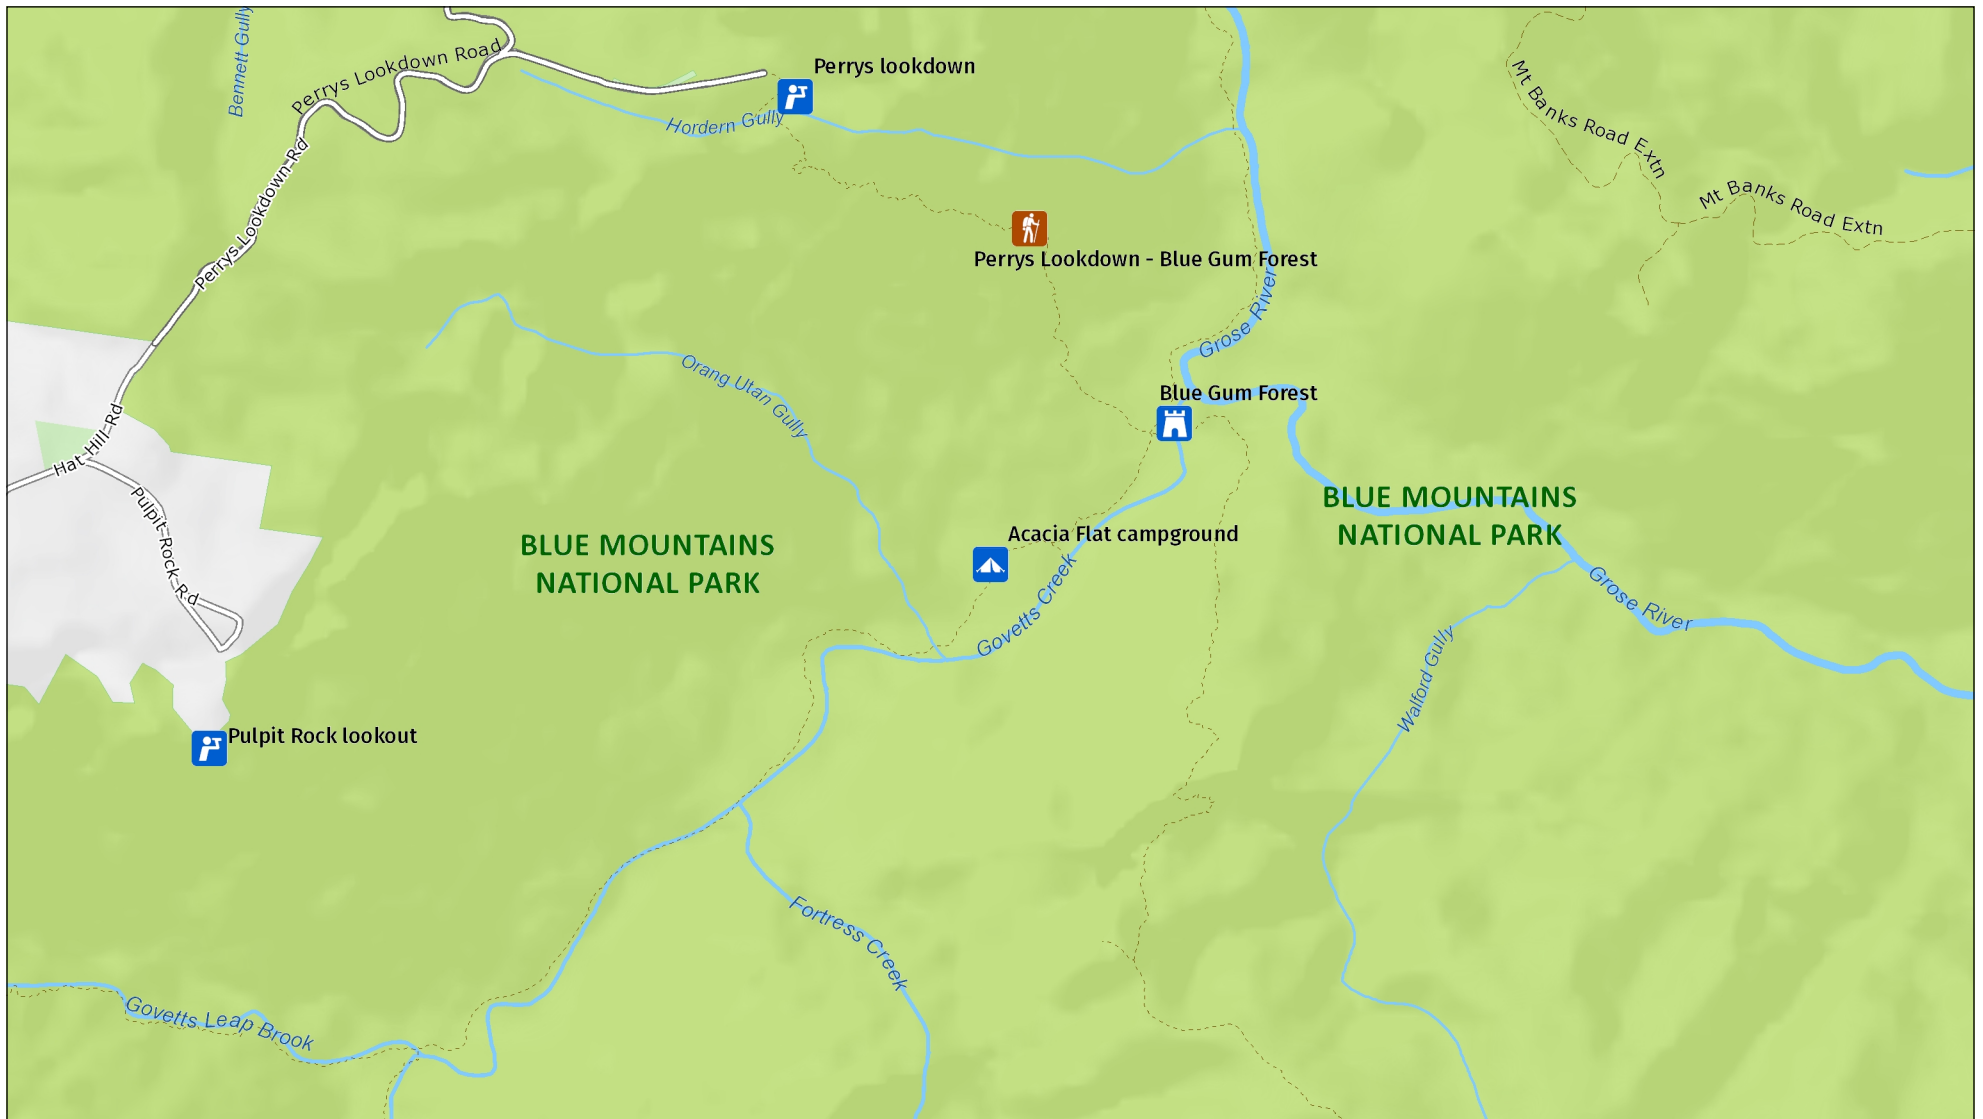 Bennett Gully
Perrys Lookdown Road
Perrys lookdown
Hordern Gully
Mt Banks Road Extn
Mt Banks Road Extn
Perrys Lookdown Rd
Perrys Lookdown - Blue Gum Forest
Grose River
Orang Utan Gully
Blue Gum Forest
Hat Hill Rd
Pulpit Rock Rd
BLUE MOUNTAINS
NATIONAL PARK
Acacia Flat campground
BLUE MOUNTAINS
NATIONAL PARK
Govetts Creek
Grose River
Walford Gully
Pulpit Rock lookout
Fortress Creek
Govetts Leap Brook